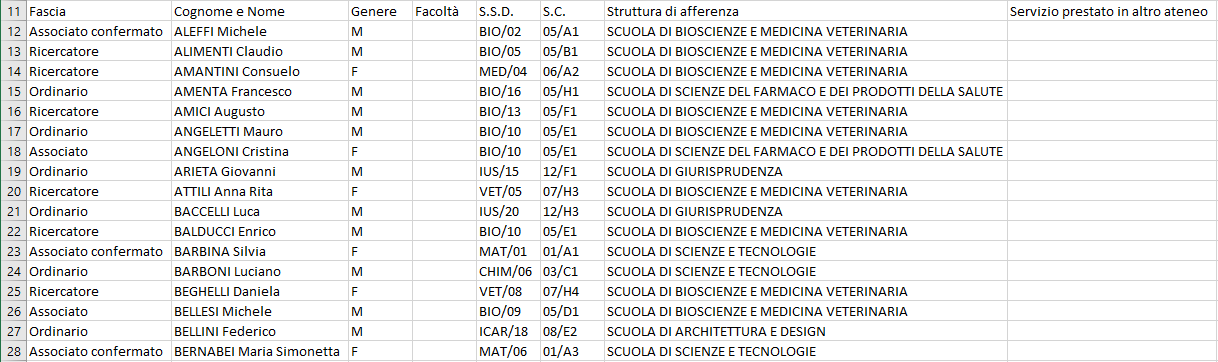 11 Fascia Cognome e Nome Genere Facoltà S.S.D. S.C. Struttura di afferenza Servizio prestato in altro ateneo
12 Associato confermato ALEFFI Michele M BIO/02 05/A1 SCUOLA DI BIOSCIENZE E MEDICINA VETERINARIA
13 Ricercatore ALIMENTI Claudio M BIO/05 05/B1 SCUOLA DI BIOSCIENZE E MEDICINA VETERINARIA
14 Ricercatore AMANTINI Consuelo F MED/04 06/A2 SCUOLA DI BIOSCIENZE E MEDICINA VETERINARIA
15 Ordinario AMENTA Francesco M BIO/16 05/H1 SCUOLA DI SCIENZE DEL FARMACO E DEI PRODOTTI DELLA SALUTE
16 Ricercatore AMICI Augusto M BIO/13 05/F1 SCUOLA DI BIOSCIENZE E MEDICINA VETERINARIA
17 Ordinario ANGELETTI Mauro M BIO/10 05/E1 SCUOLA DI BIOSCIENZE E MEDICINA VETERINARIA
18 Associato ANGELONI Cristina F BIO/10 05/E1 SCUOLA DI SCIENZE DEL FARMACO E DEI PRODOTTI DELLA SALUTE
19 Ordinario ARIETA Giovanni M IUS/15 12/F1 SCUOLA DI GIURISPRUDENZA
20 Ricercatore ATTILI Anna Rita F VET/05 07/H3 SCUOLA DI BIOSCIENZE E MEDICINA VETERINARIA
21 Ordinario BACCELLI Luca M IUS/20 12/H3 SCUOLA DI GIURISPRUDENZA
22 Ricercatore BALDUCCI Enrico M BIO/10 05/E1 SCUOLA DI BIOSCIENZE E MEDICINA VETERINARIA
23 Associato confermato BARBINA Silvia F MAT/01 01/A1 SCUOLA DI SCIENZE E TECNOLOGIE
24 Ordinario BARBONI Luciano M CHIM/06 03/C1 SCUOLA DI SCIENZE E TECNOLOGIE
25 Ricercatore BEGHELLI Daniela F VET/08 07/H4 SCUOLA DI BIOSCIENZE E MEDICINA VETERINARIA
26 Associato BELLESI Michele M BIO/09 05/D1 SCUOLA DI BIOSCIENZE E MEDICINA VETERINARIA
27 Ordinario BELLINI Federico M ICAR/18 08/E2 SCUOLA DI ARCHITETTURA E DESIGN
28 Associato confermato BERNABEI Maria Simonetta F MAT/06 01/A3 SCUOLA DI SCIENZE E TECNOLOGIE